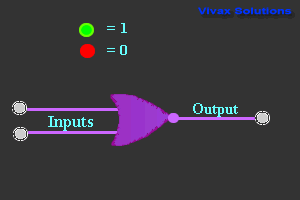 Vivax Solutions
= 1
= 0
Inputs
Output